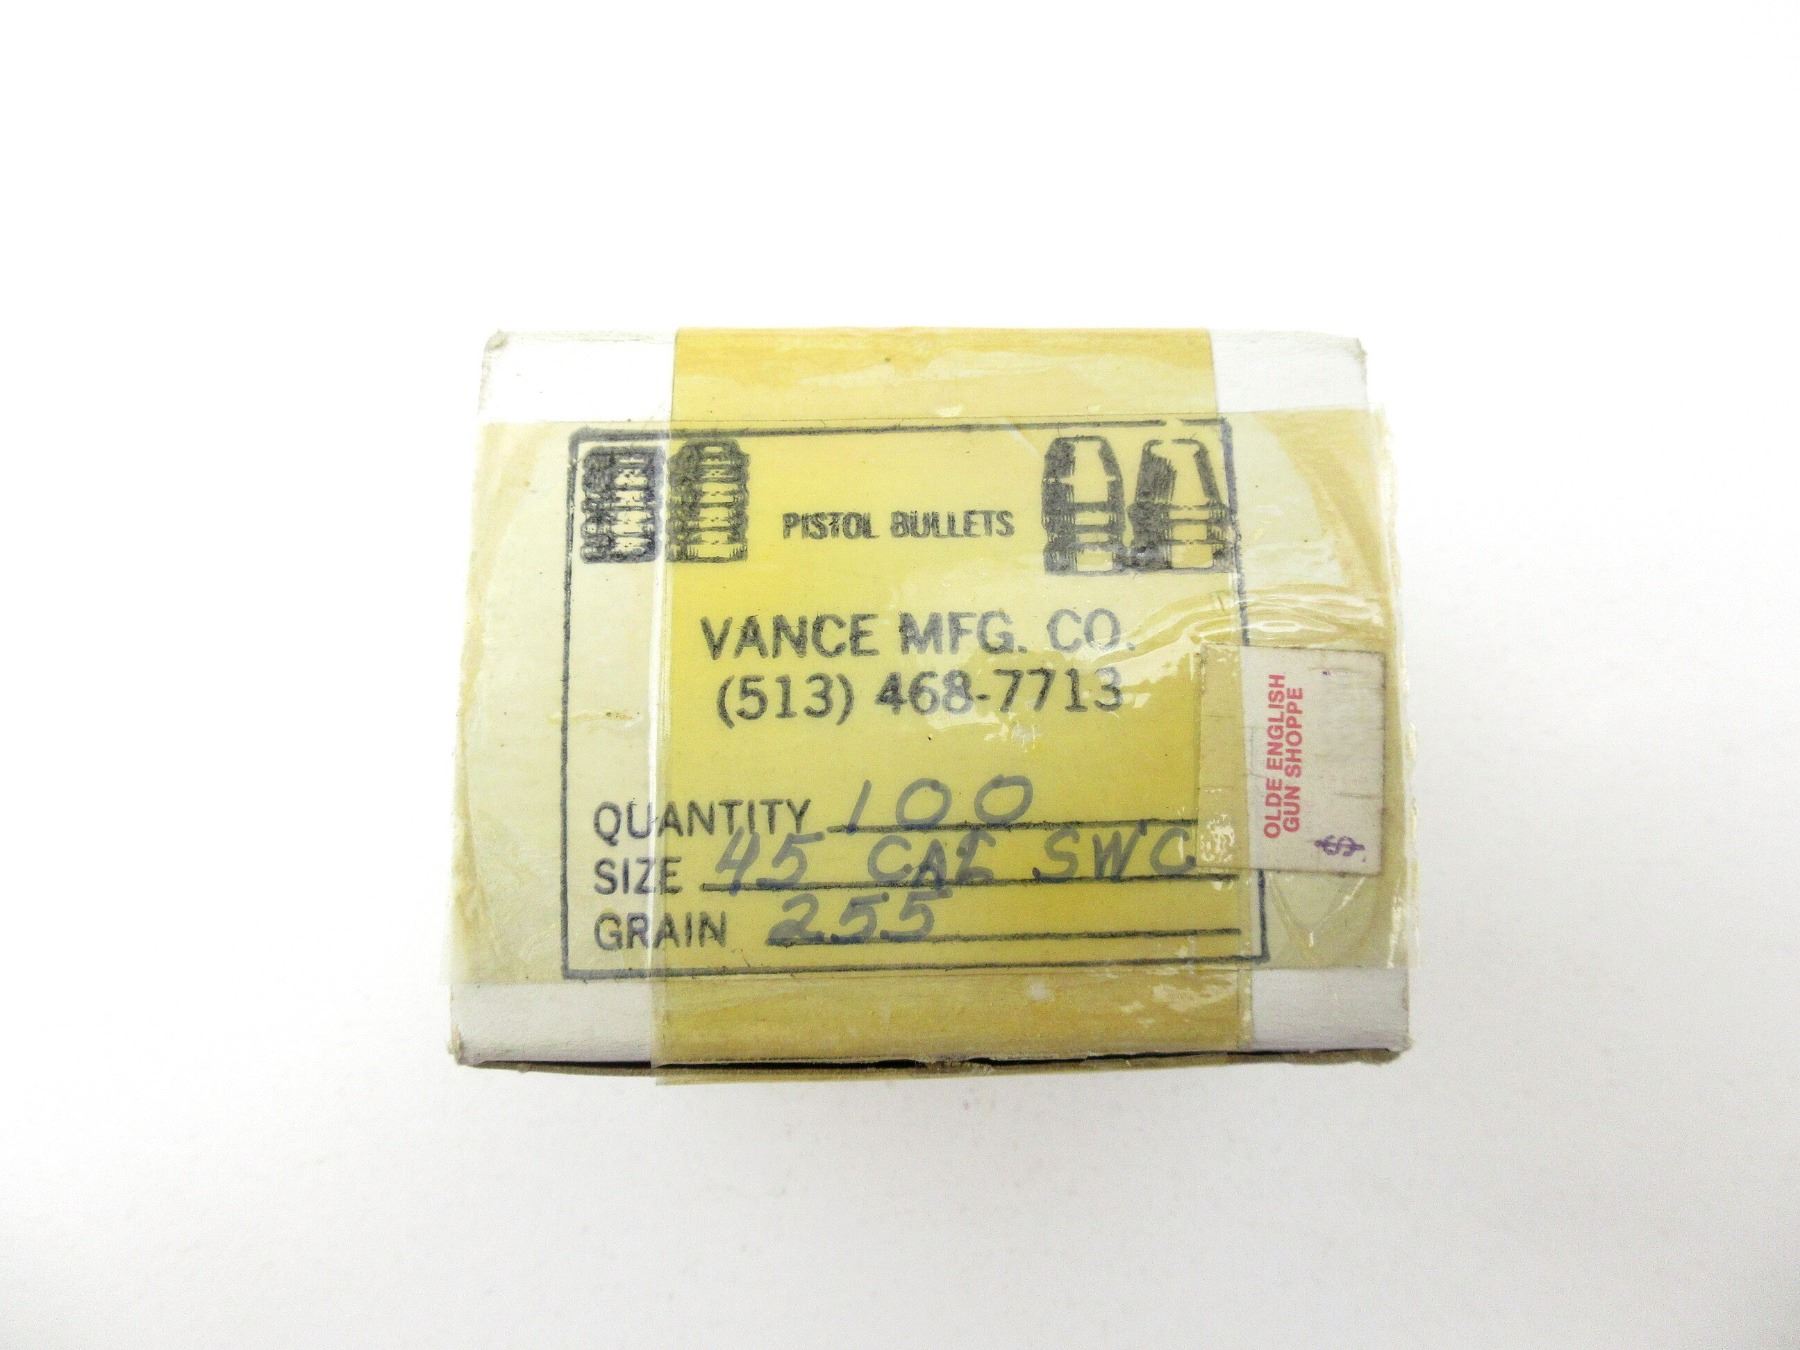 PISTOL BULLETS
VANCE MFG. CO.
(513) 468-7713
QUANTITY 100
SIZE 45 CAL SWC
GRAIN 255
OLDE ENGLISH
GUN SHOPPE
$